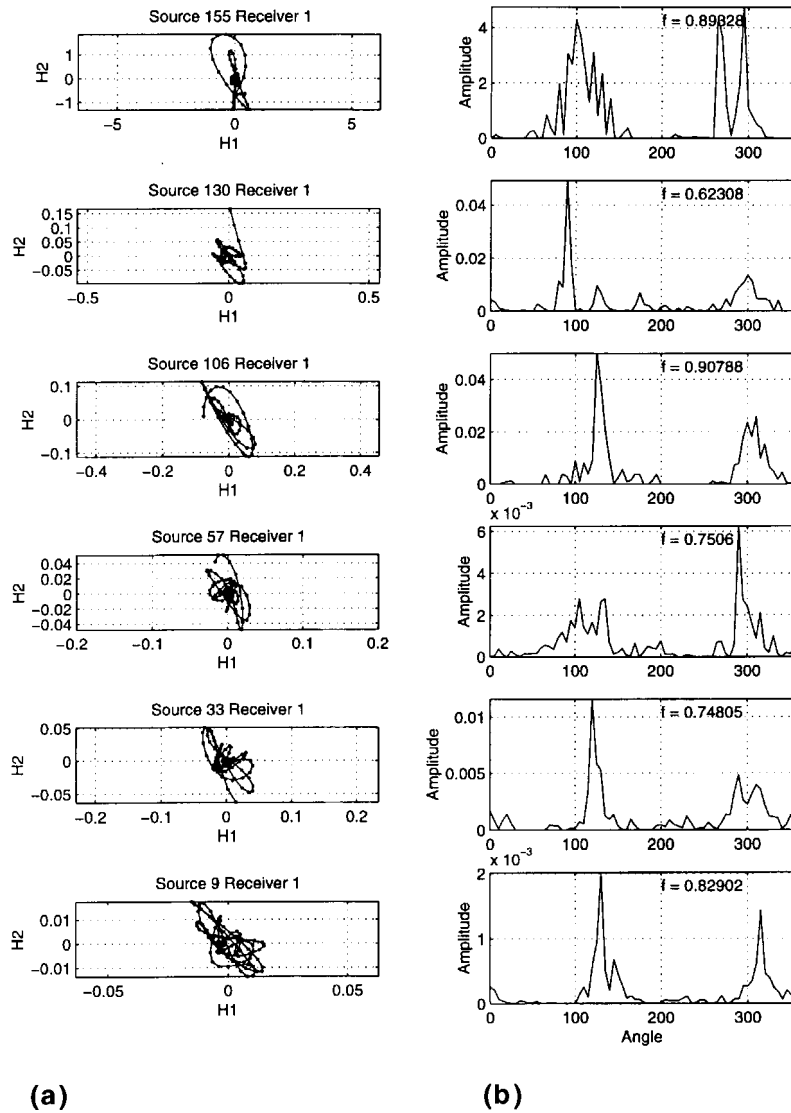 Source 155 Receiver 1
H2
1
0
−1
−5
0
5
H1
Source 130 Receiver 1
H2
0.15
0.10
0.05
0
−0.05
−0.5
0
0.5
H1
Source 106 Receiver 1
H2
0.1
0
−0.1
−0.4
−0.2
0
0.2
0.4
H1
Source 57 Receiver 1
H2
0.04
0.02
0
−0.02
−0.04
−0.2
−0.1
0
0.1
0.2
H1
Source 33 Receiver 1
H2
0.05
0
−0.05
−0.2
−0.1
0
0.1
0.2
H1
Source 9 Receiver 1
H2
0.01
0
−0.01
−0.05
0
0.05
H1
(a)
f = 0.89828
Amplitude
4
2
0
0
100
200
300
f = 0.62308
Amplitude
0.04
0.02
0
0
100
200
300
f = 0.90788
Amplitude
0.04
0.02
0
0
100
200
300
x 10⁻³
f = 0.7506
Amplitude
6
4
2
0
0
100
200
300
f = 0.74805
Amplitude
0.01
0.005
0
0
100
200
300
x 10⁻³
f = 0.82902
Amplitude
2
1
0
0
100
200
300
Angle
(b)